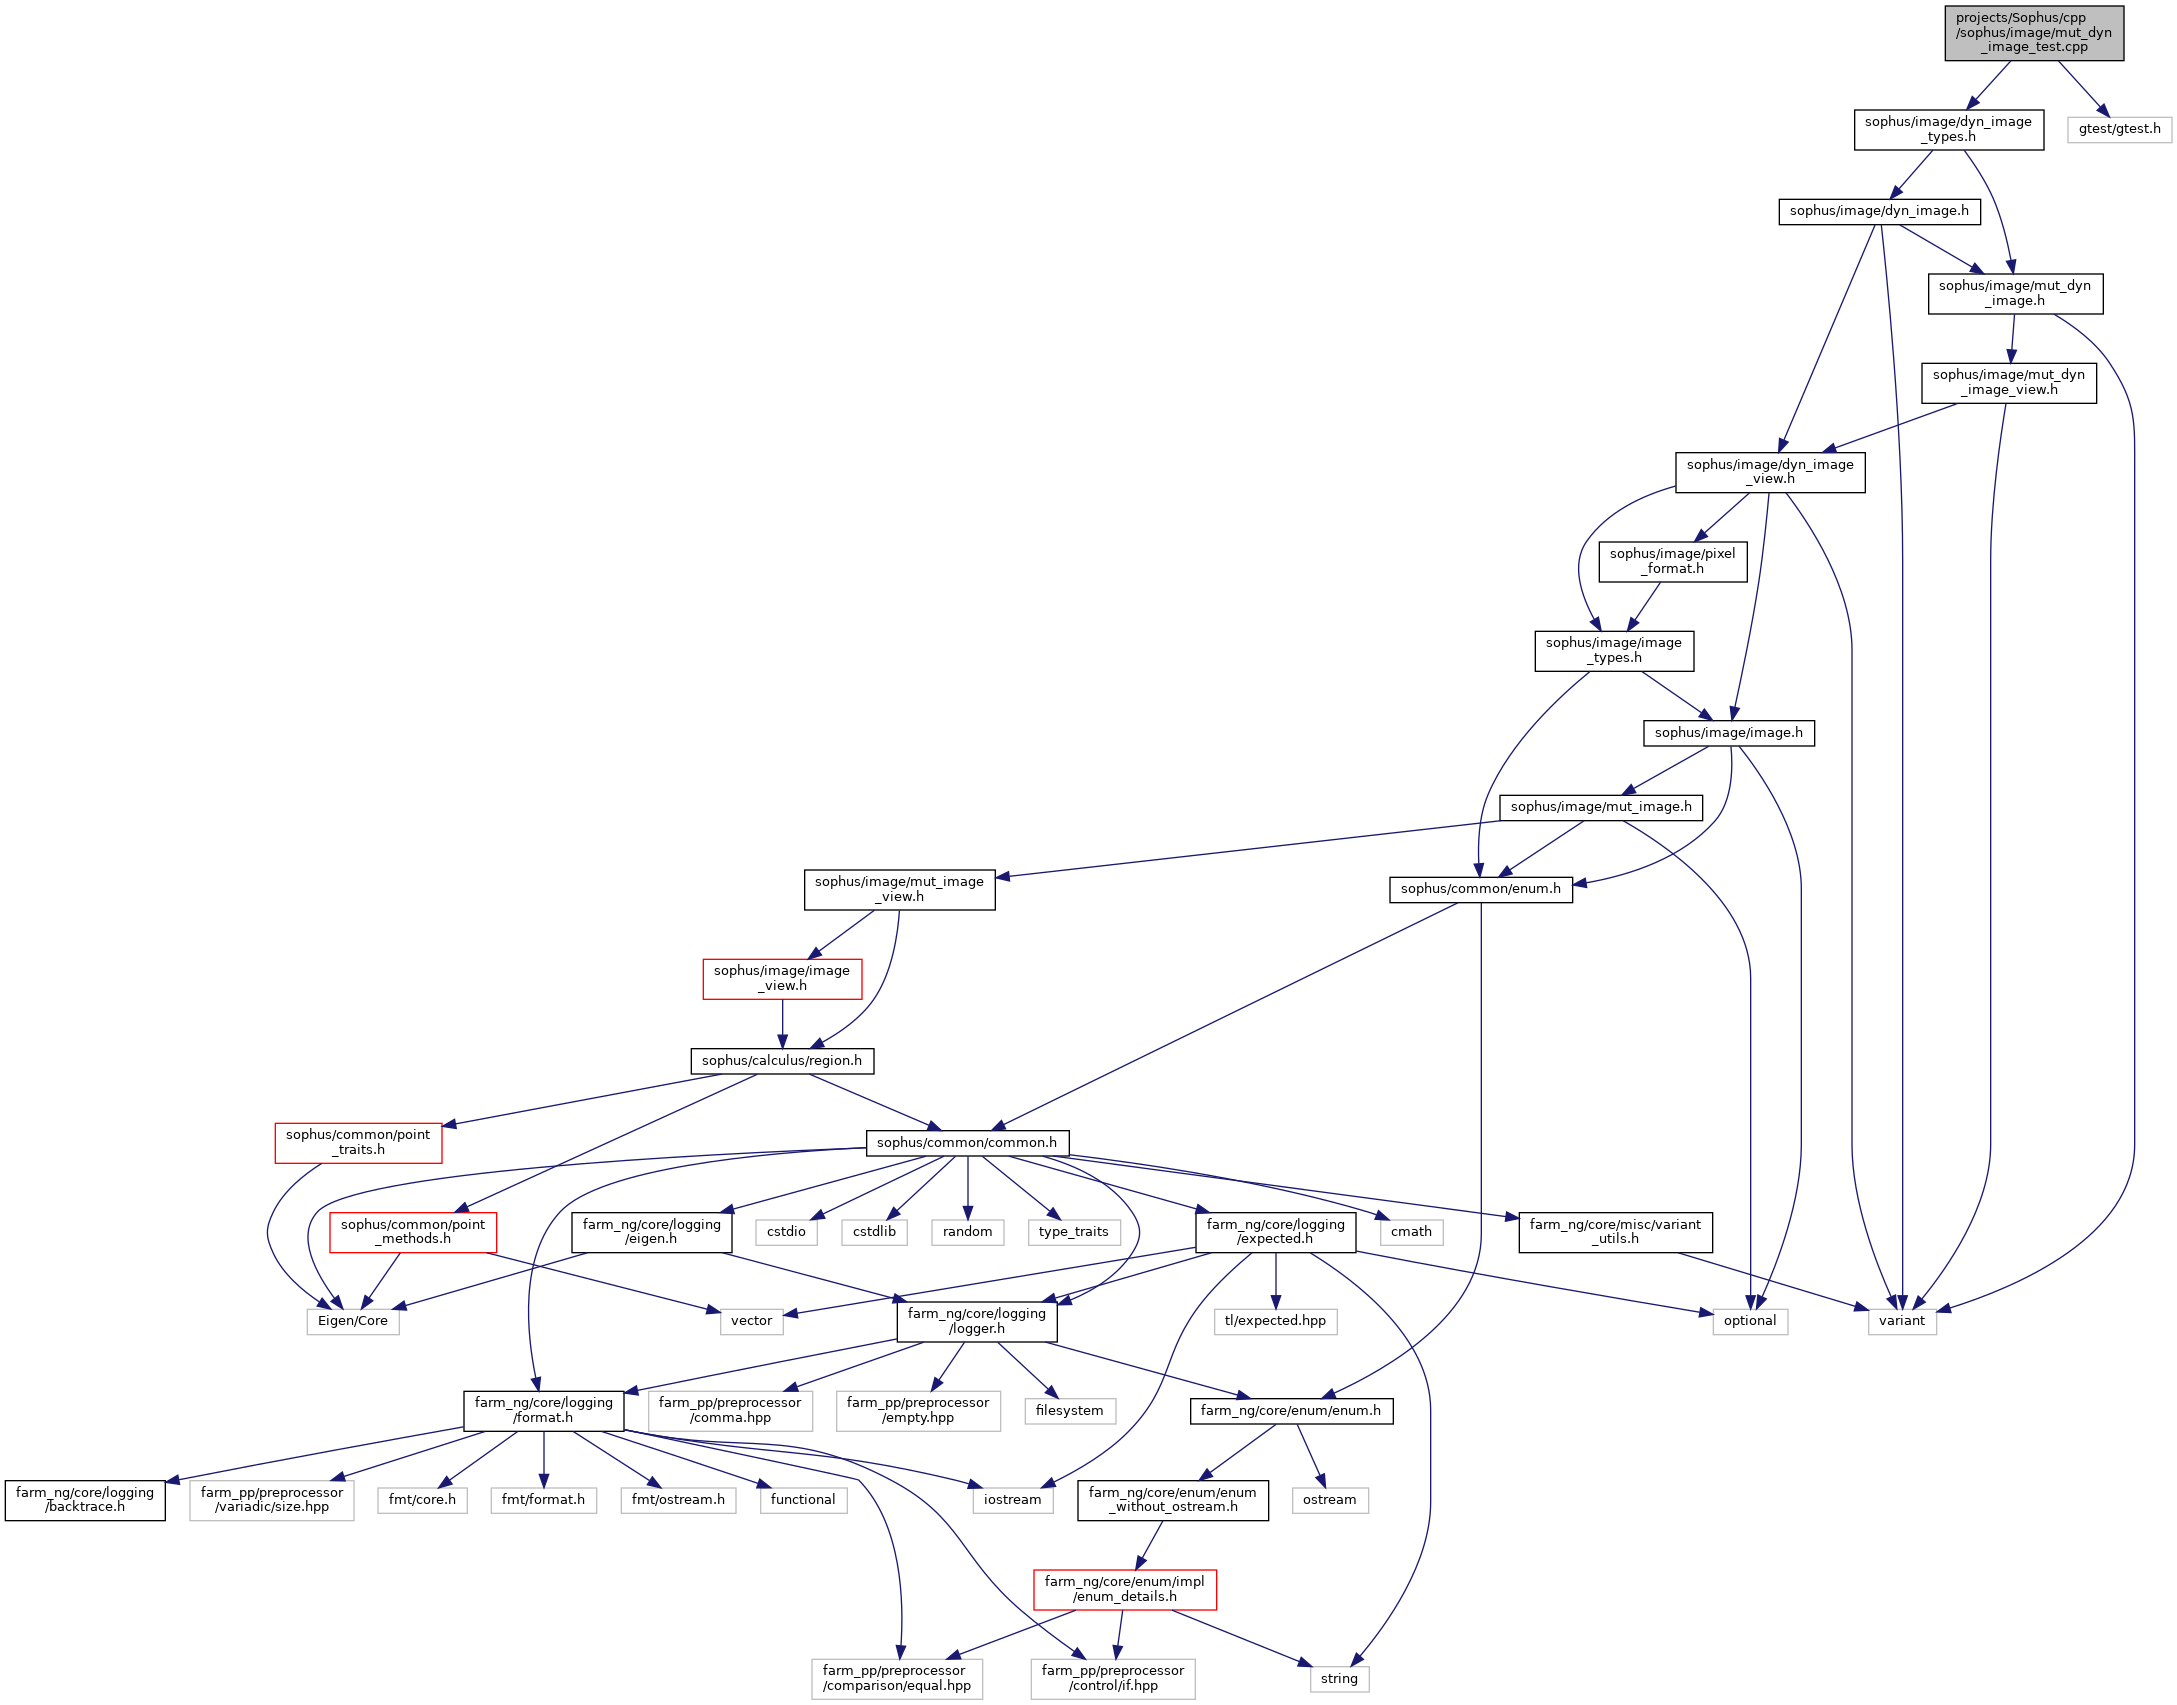 projects/Sophus/cpp
/sophus/image/mut_dyn
_image_test.cpp
sophus/image/dyn_image
_types.h
gtest/gtest.h
sophus/image/dyn_image.h
sophus/image/mut_dyn
_image.h
sophus/image/mut_dyn
_image_view.h
sophus/image/dyn_image
_view.h
sophus/image/pixel
_format.h
sophus/image/image
_types.h
sophus/image/image.h
sophus/image/mut_image.h
sophus/image/mut_image
_view.h
sophus/common/enum.h
sophus/image/image
_view.h
sophus/calculus/region.h
sophus/common/point
_traits.h
sophus/common/common.h
sophus/common/point
_methods.h
farm_ng/core/logging
/eigen.h
cstdio
cstdlib
random
type_traits
farm_ng/core/logging
/expected.h
cmath
farm_ng/core/misc/variant
_utils.h
Eigen/Core
vector
farm_ng/core/logging
/logger.h
tl/expected.hpp
optional
variant
farm_ng/core/logging
/format.h
farm_pp/preprocessor
/comma.hpp
farm_pp/preprocessor
/empty.hpp
filesystem
farm_ng/core/enum/enum.h
farm_ng/core/logging
/backtrace.h
farm_pp/preprocessor
/variadic/size.hpp
fmt/core.h
fmt/format.h
fmt/ostream.h
functional
iostream
farm_ng/core/enum/enum
_without_ostream.h
ostream
farm_ng/core/enum/impl
/enum_details.h
farm_pp/preprocessor
/comparison/equal.hpp
farm_pp/preprocessor
/control/if.hpp
string